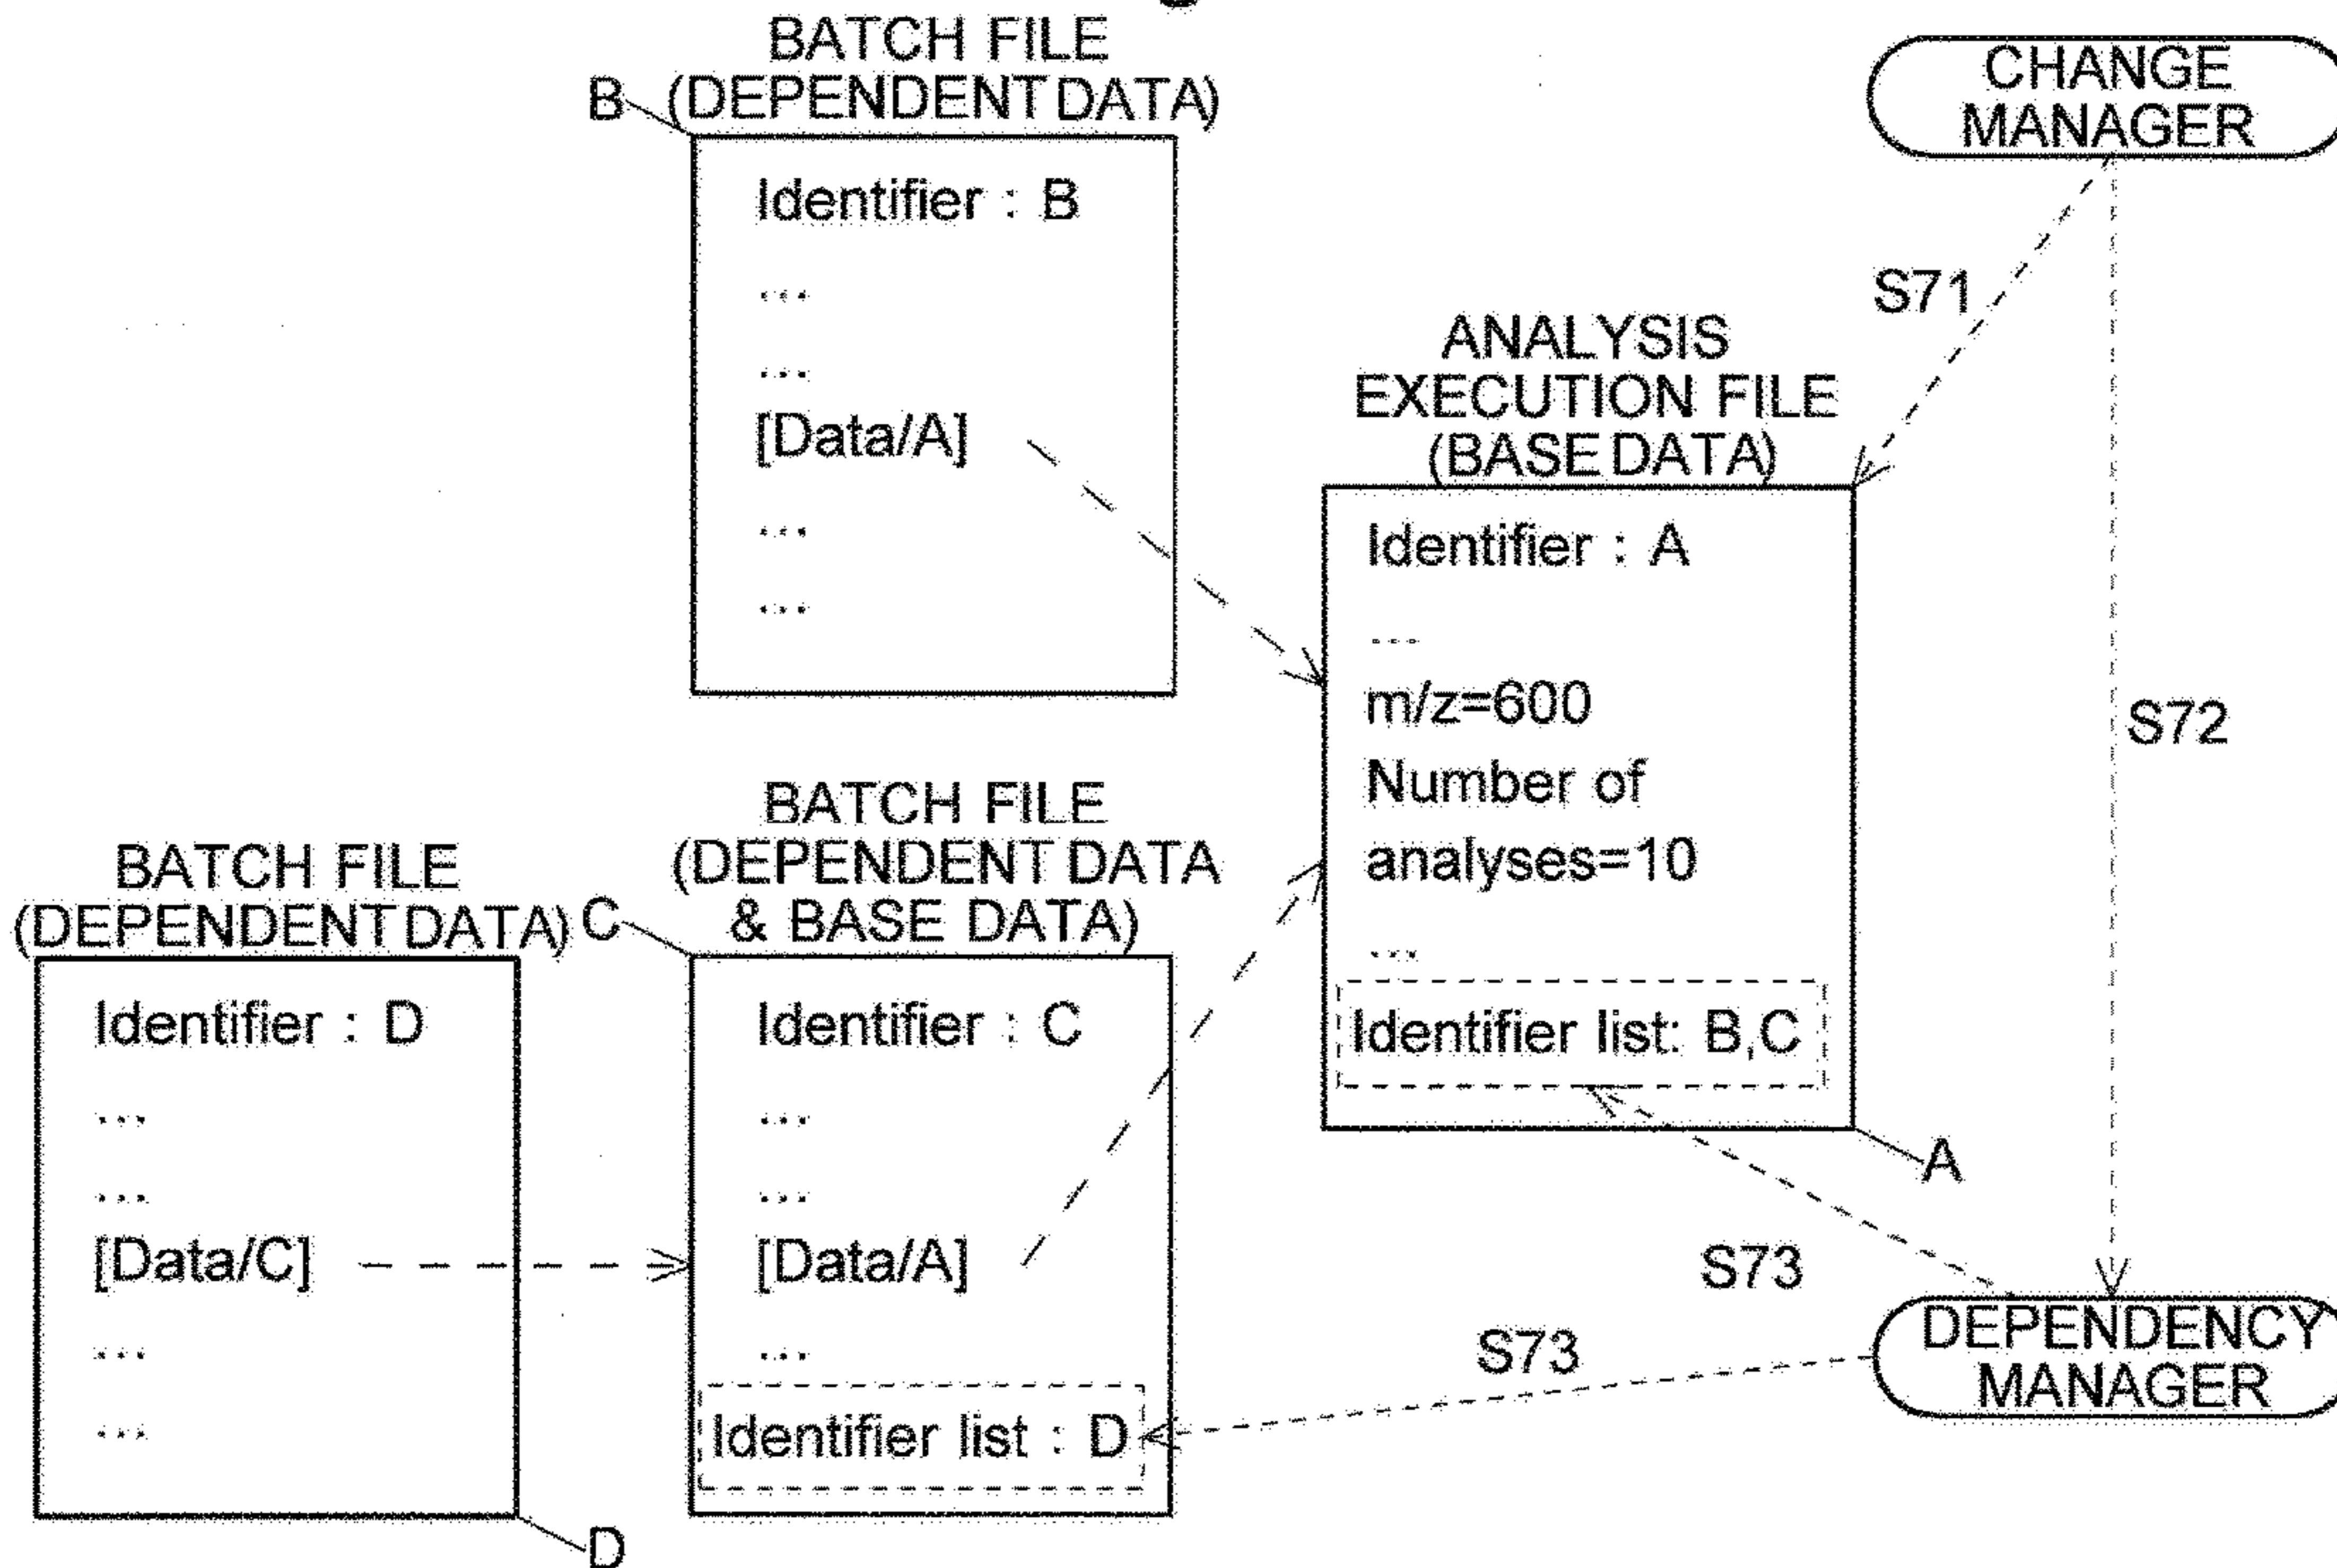 BATCH FILE
(DEPENDENT DATA)
B
Identifier : B
...
...
[Data/A]
...
...
CHANGE
MANAGER
S71
S72
ANALYSIS
EXECUTION FILE
(BASE DATA)
Identifier : A
...
m/z=600
Number of
analyses=10
...
Identifier list: B,C
A
BATCH FILE
(DEPENDENT DATA)
Identifier : D
...
...
[Data/C]
...
...
D
BATCH FILE
(DEPENDENT DATA
& BASE DATA)
C
Identifier : C
...
...
[Data/A]
...
Identifier list : D
S73
S73
DEPENDENCY
MANAGER